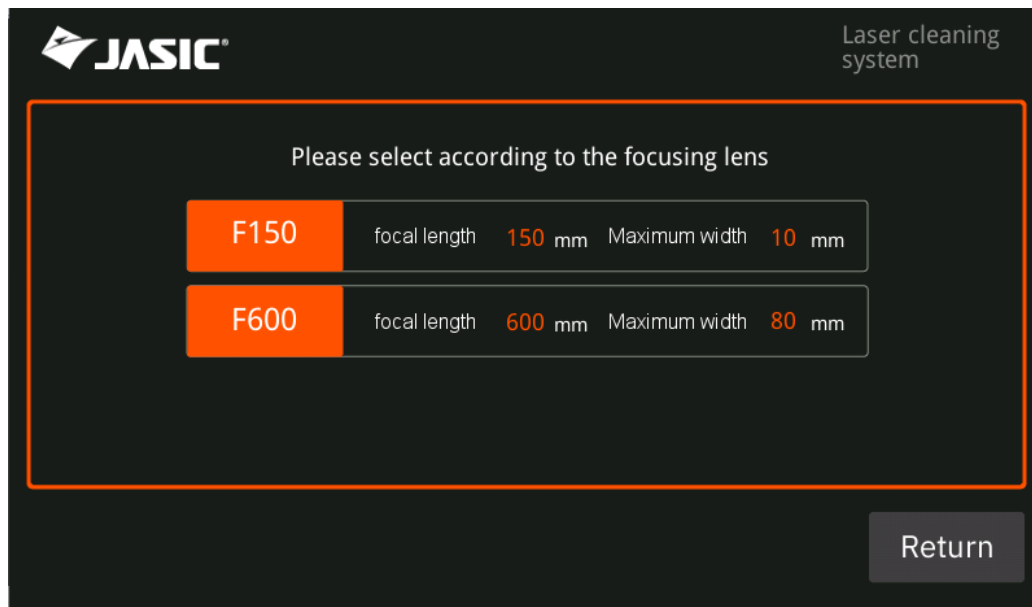 JASIC®
Laser cleaning
system
Please select according to the focusing lens
F150 focal length 150 mm Maximum width 10 mm
F600 focal length 600 mm Maximum width 80 mm
Return